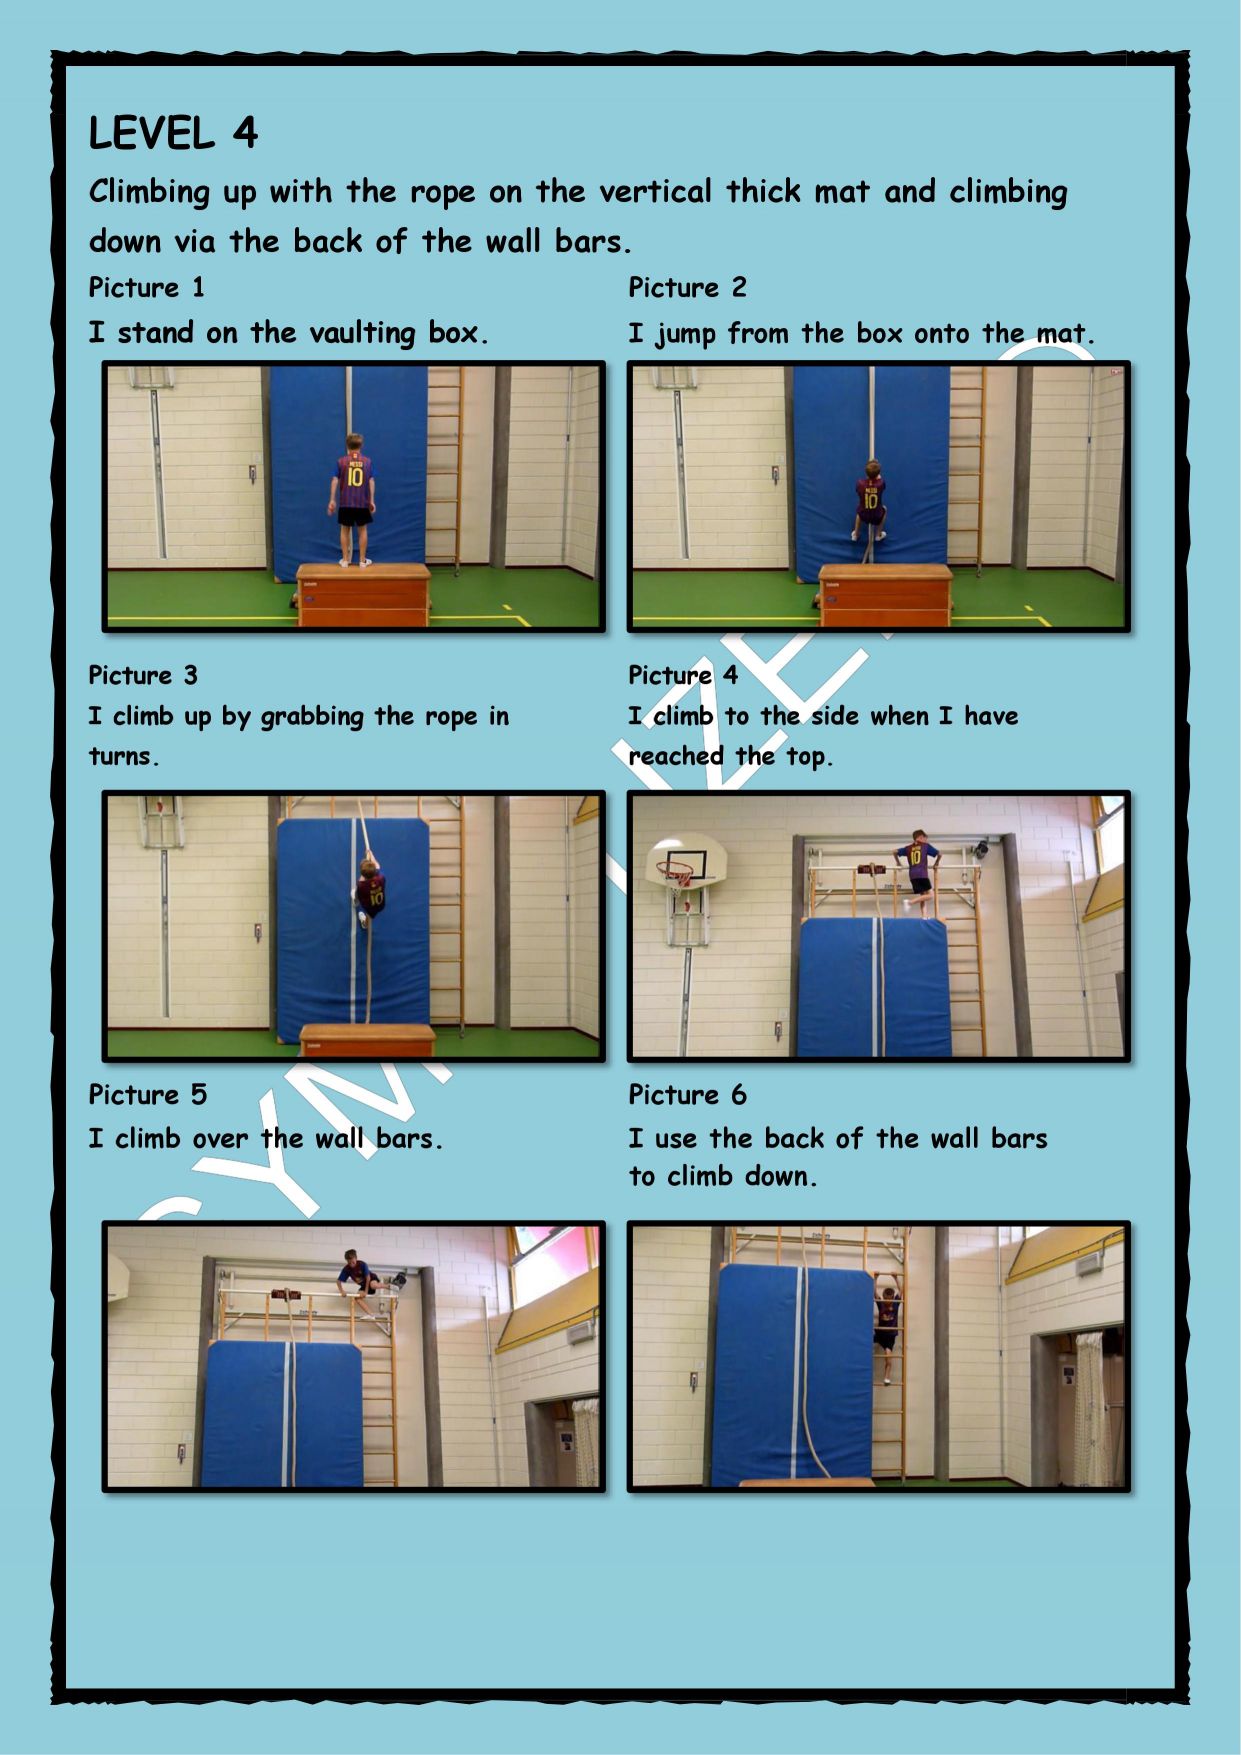 LEVEL 4
Climbing up with the rope on the vertical thick mat and climbing
down via the back of the wall bars.
Picture 1
I stand on the vaulting box.
Picture 2
I jump from the box onto the mat.
MESSI
10
MESSI
10
Picture 3
I climb up by grabbing the rope in
turns.
Picture 4
I climb to the side when I have
reached the top.
10
10
Picture 5
I climb over the wall bars.
Picture 6
I use the back of the wall bars
to climb down.